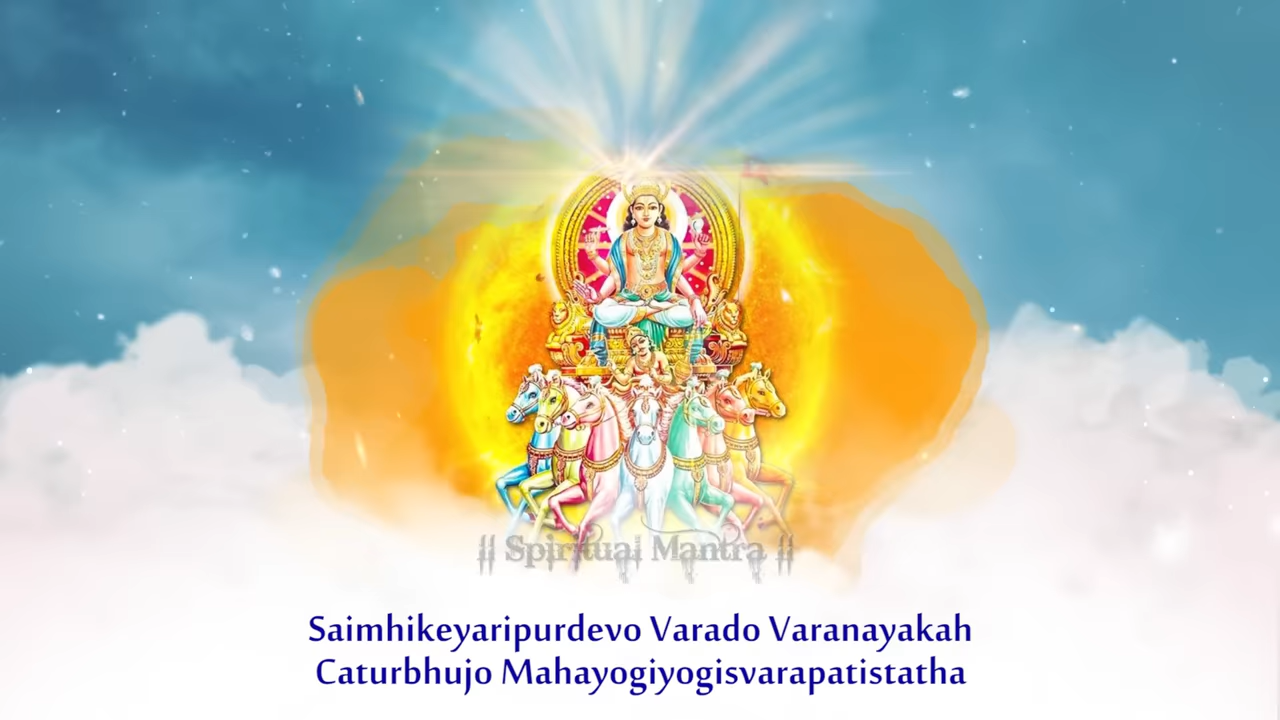 || Spiritual Mantra ||
Saimhikeyaripurdevo Varado Varanayakah
Caturbhujo Mahayogiyogisvarapatistatha